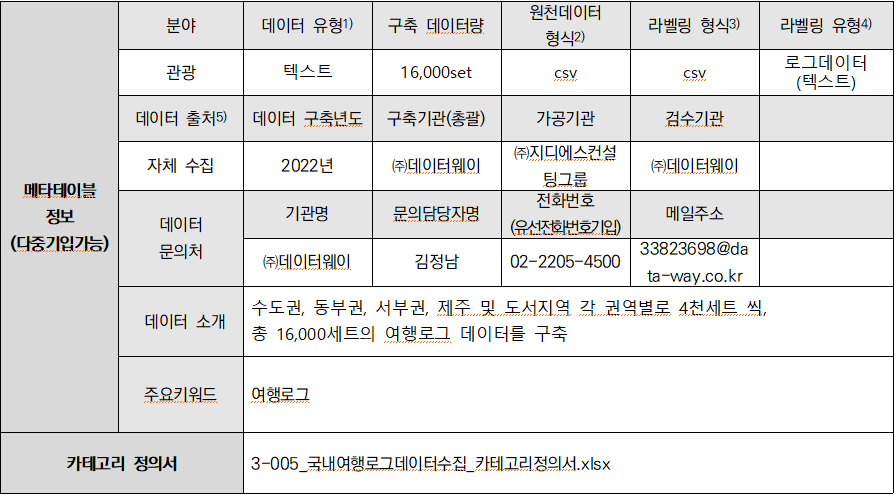 메타테이블
정보
(다중기입가능)
분야
데이터 유형1)
구축 데이터량
원천데이터
형식2)
라벨링 형식3)
라벨링 유형4)
관광
텍스트
16,000set
csv
csv
로그데이터
(텍스트)
데이터 출처5)
데이터 구축년도
구축기관(총괄)
가공기관
검수기관
자체 수집
2022년
㈜데이터웨이
㈜지디에스컨설
팅그룹
㈜데이터웨이
데이터
문의처
기관명
문의담당자명
전화번호
(유선전화번호기입)
메일주소
㈜데이터웨이
김정남
02-2205-4500
33823698@da
ta-way.co.kr
데이터 소개
수도권, 동부권, 서부권, 제주 및 도서지역 각 권역별로 4천세트 씩,
총 16,000세트의 여행로그 데이터를 구축
주요키워드
여행로그
카테고리 정의서
3-005_국내여행로그데이터수집_카테고리정의서.xlsx